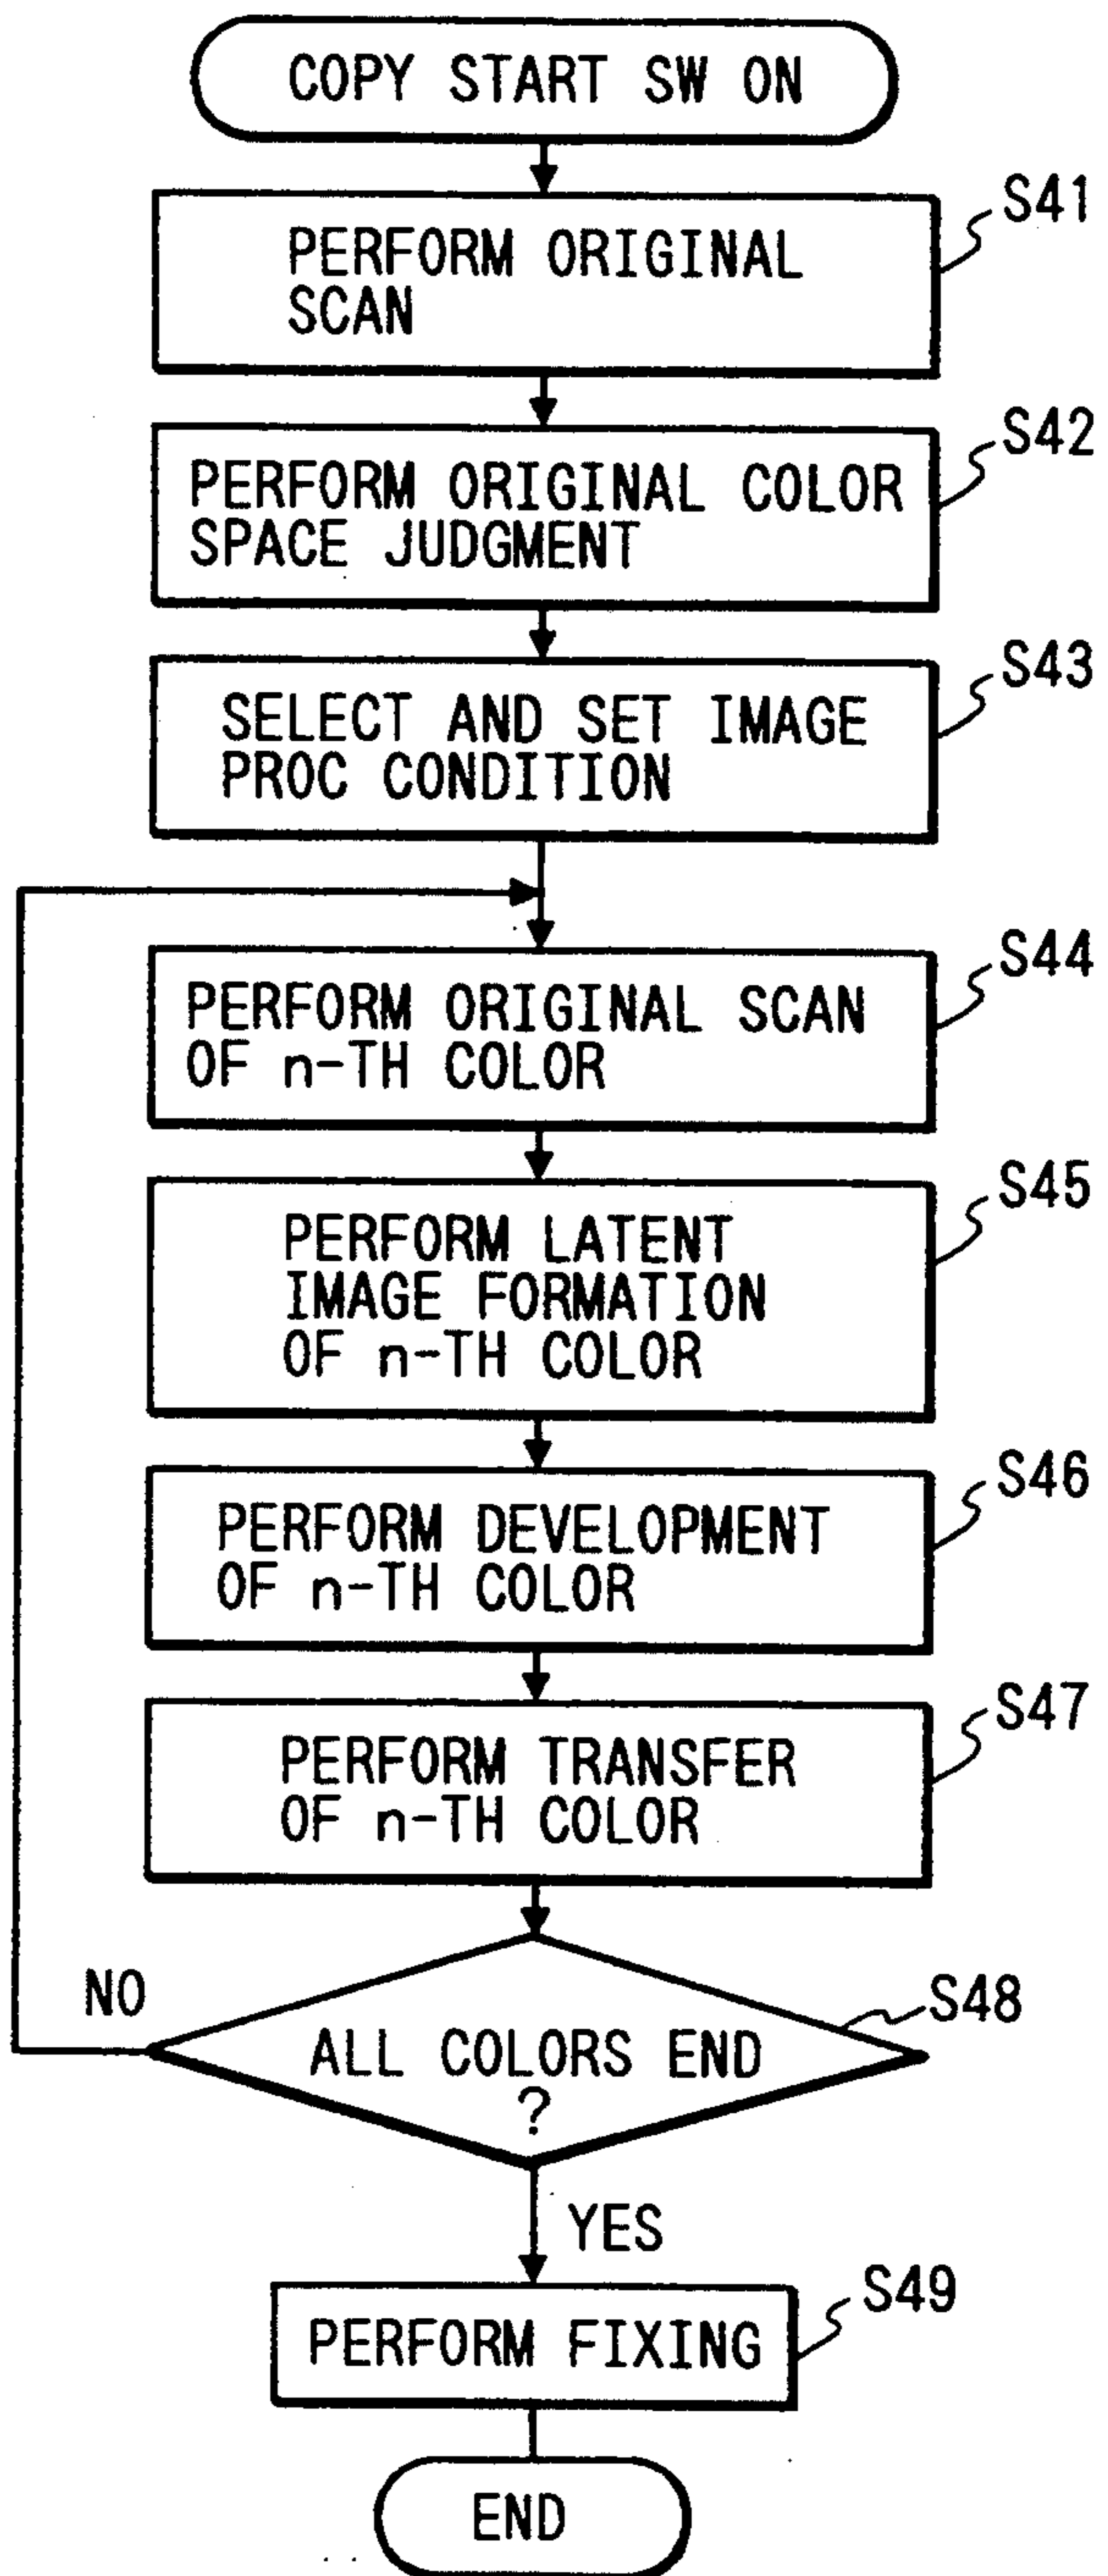 COPY START SW ON
S41
PERFORM ORIGINAL
SCAN
S42
PERFORM ORIGINAL COLOR
SPACE JUDGMENT
S43
SELECT AND SET IMAGE
PROC CONDITION
S44
PERFORM ORIGINAL SCAN
OF n-TH COLOR
S45
PERFORM LATENT
IMAGE FORMATION
OF n-TH COLOR
S46
PERFORM DEVELOPMENT
OF n-TH COLOR
S47
PERFORM TRANSFER
OF n-TH COLOR
NO
S48
ALL COLORS END
?
YES
S49
PERFORM FIXING
END